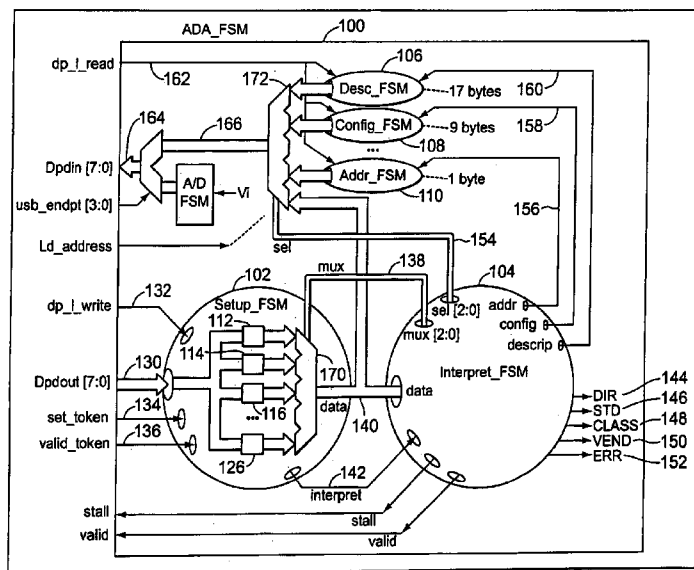 ADA_FSM
100
dp_l_read
162
172
106
Desc_FSM
17 bytes
160
Config_FSM
9 bytes
158
108
...
Addr_FSM
1 byte
110
156
164
166
Dpdin [7:0]
A/D
FSM
Vi
usb_endpt [3:0]
Ld_address
sel
154
mux
138
102
Setup_FSM
104
dp_l_write
132
112
114
116
...
126
170
sel [2:0]
mux [2:0]
addr
config
descrip
130
Dpdout [7:0]
data
140
data
Interpret_FSM
set_token
134
valid_token
136
142
interpret
DIR
144
STD
146
CLASS
148
VEND
150
ERR
152
stall
stall
valid
valid